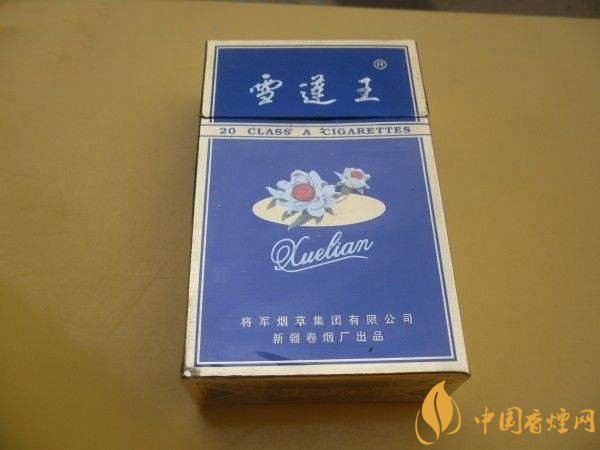 雪莲王®
20 CLASS A CIGARETTES
Xuelian
将军烟草集团有限公司
新疆卷烟厂出品
中国香煙网